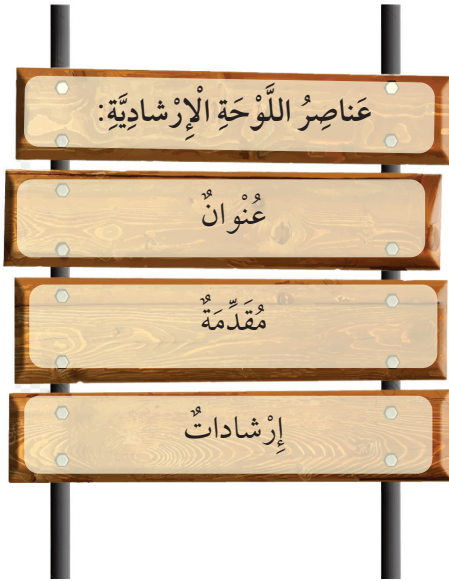 عَناصِرُ اللَّوْحَةِ الْإِرْشادِيَّةِ:
عُنْوانٌ
مُقَدِّمَةٌ
إِرْشاداتٌ